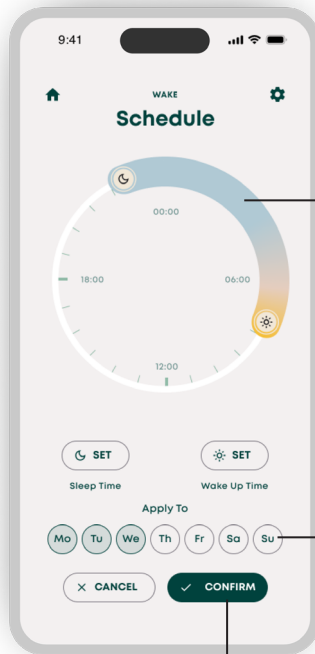 9:41
WAKE
Schedule
00:00
18:00
06:00
12:00
SET
SET
Sleep Time
Wake Up Time
Apply To
Mo Tu We Th Fr Sa Su
CANCEL
CONFIRM